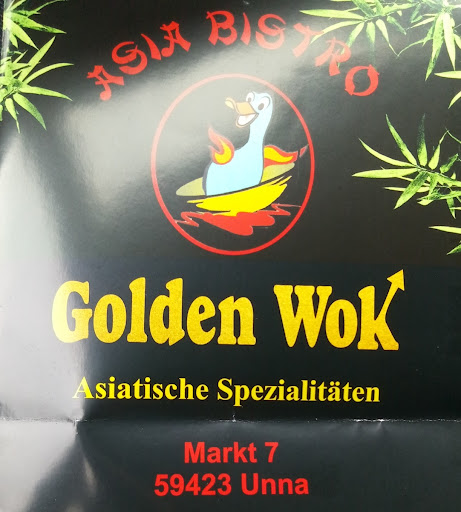 ASIA BISTRO
Golden Wok
Asiatische Spezialitäten
Markt 7
59423 Unna